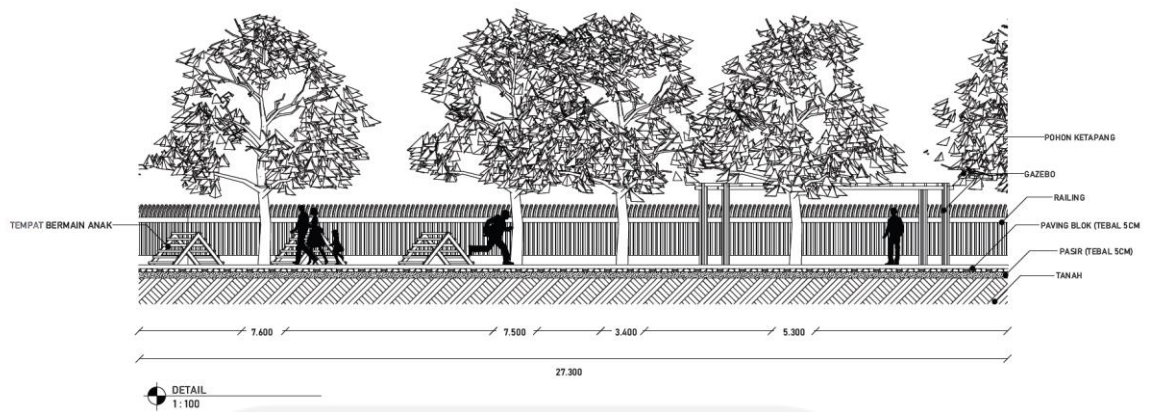 POHON KETAPANG
GAZEBO
RAILING
TEMPAT BERMAIN ANAK
PAVING BLOK (TEBAL 5CM
PASIR (TEBAL 5CM)
TANAH
7.600
7.500
3.400
5.300
27.300
DETAIL
1 : 100